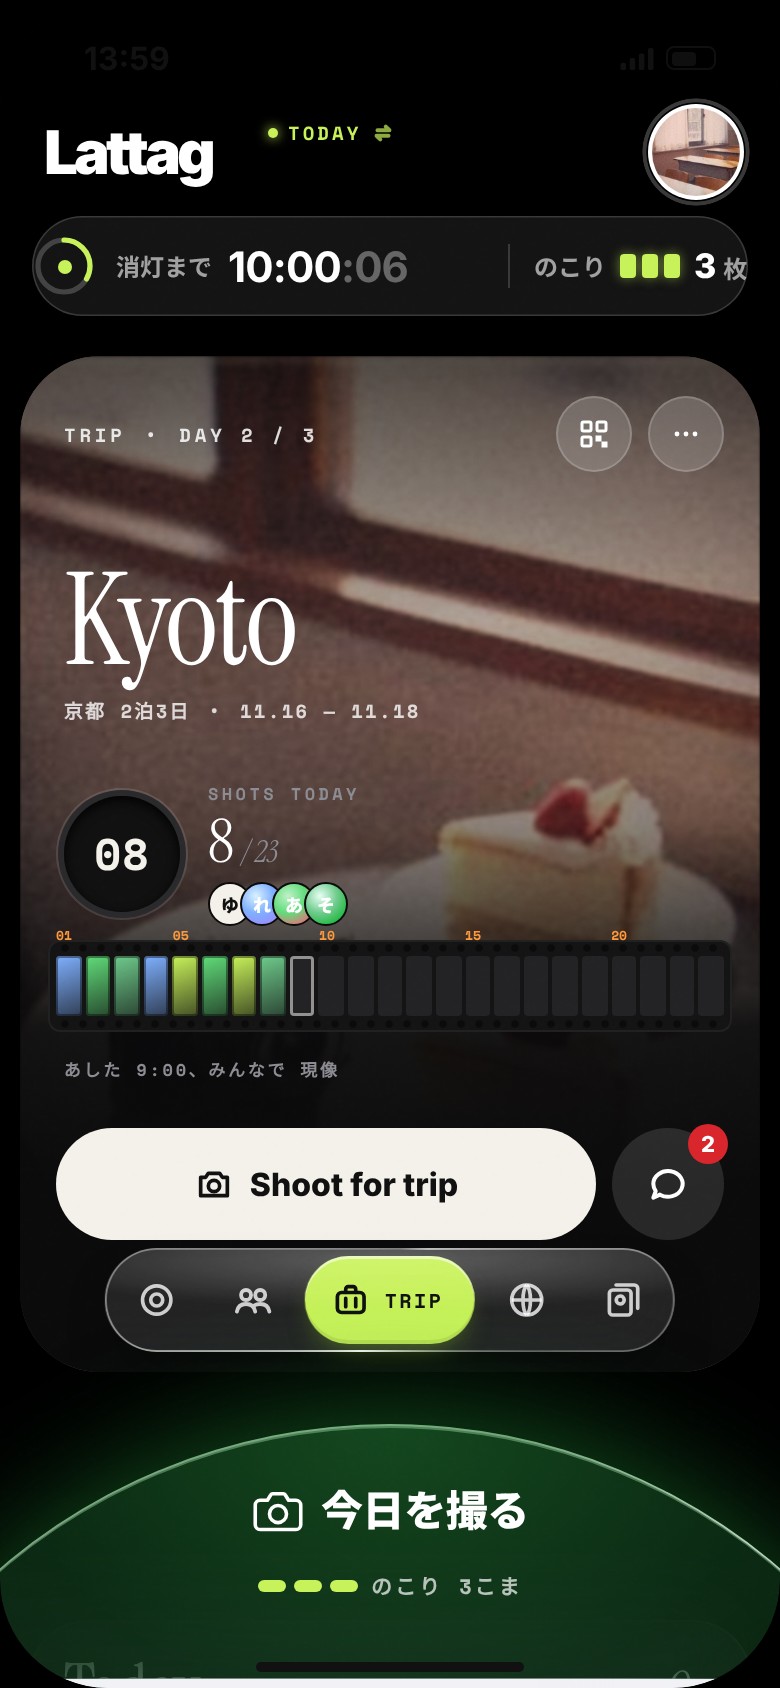 13:59
Lattag
TODAY
消灯まで 10:00:06
のこり 3 枚
TRIP ・ DAY 2 / 3
Kyoto
京都 2泊3日 ・ 11.16 — 11.18
SHOTS TODAY
08
8 / 23
ゆ れ あ そ
01 05 10 15 20
あした 9:00、みんなで 現像
Shoot for trip
2
TRIP
今日を撮る
のこり 3こま
Today